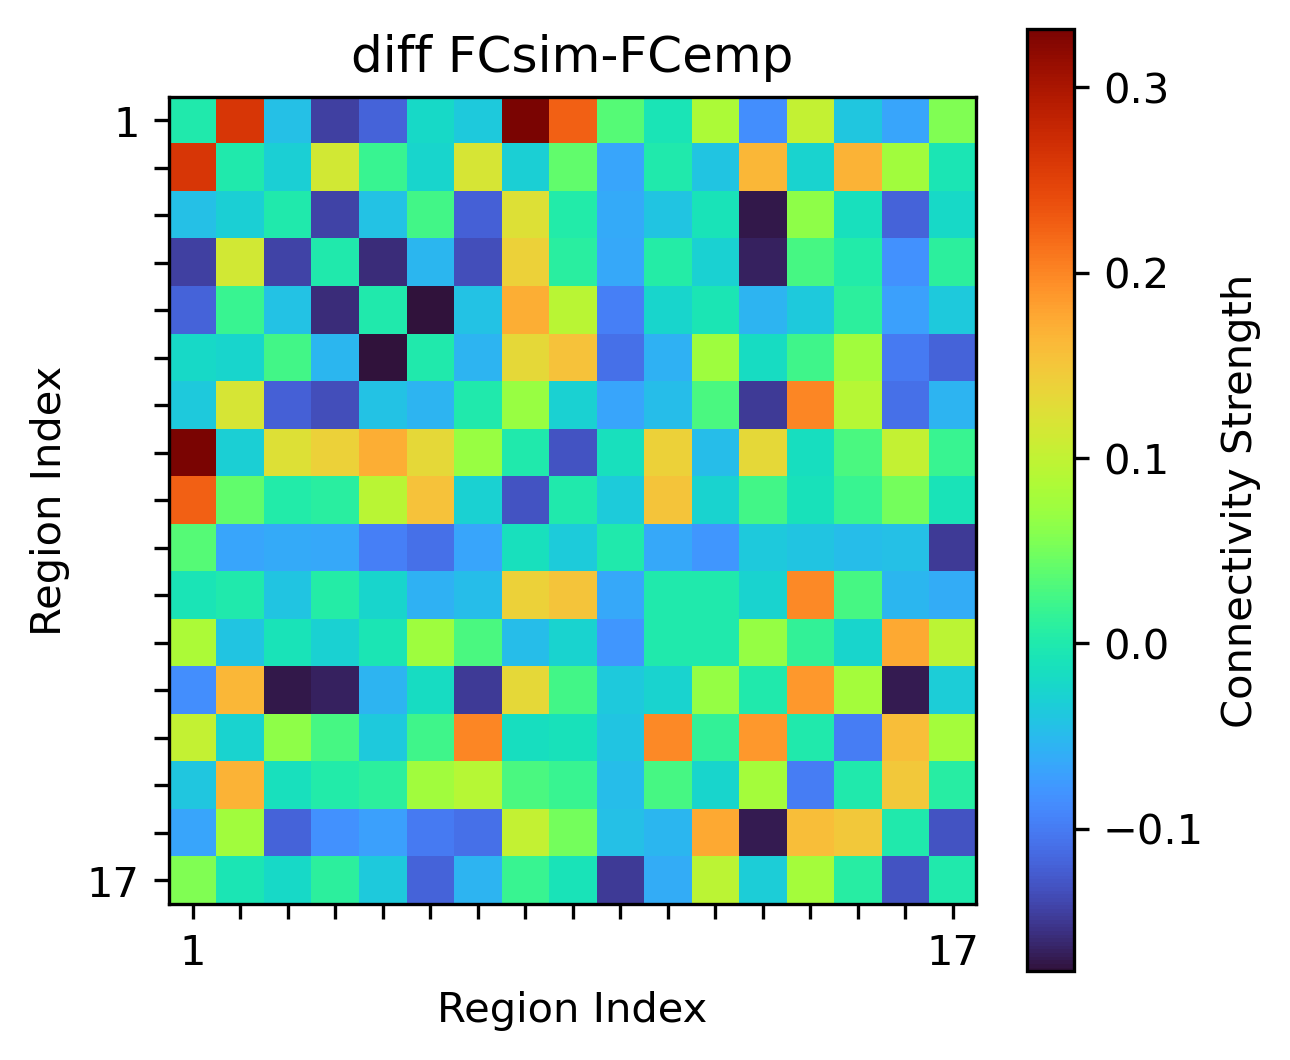 diff FCsim-FCemp
1
17
Region Index
1
17
Region Index
0.3
0.2
0.1
0.0
−0.1
Connectivity Strength